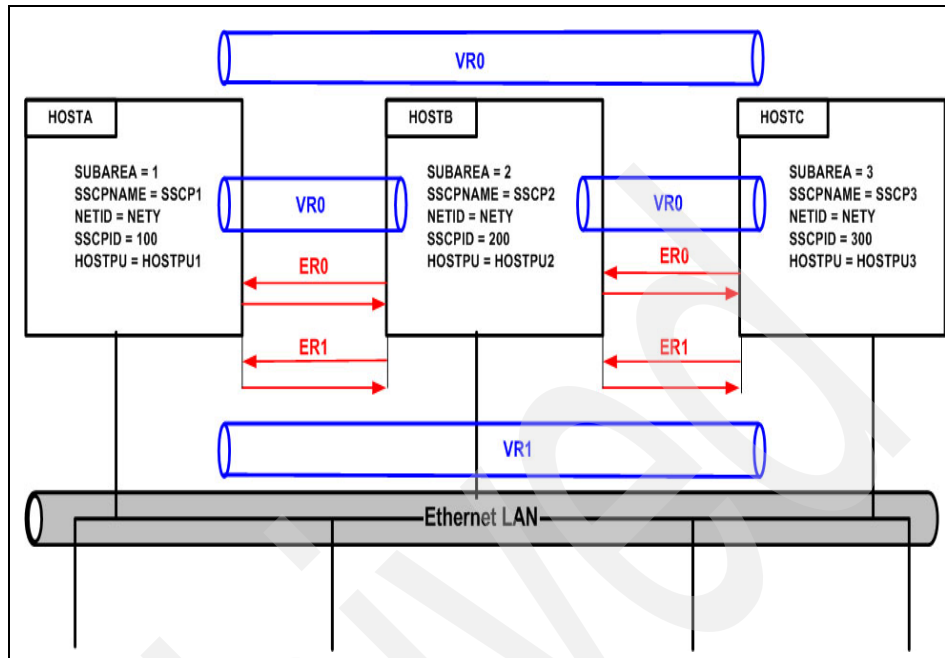 VR0
HOSTA
HOSTB
HOSTC
SUBAREA = 1
SSCPNAME = SSCP1
NETID = NETY
SSCPID = 100
HOSTPU = HOSTPU1
VR0
SUBAREA = 2
SSCPNAME = SSCP2
NETID = NETY
SSCPID = 200
HOSTPU = HOSTPU2
VR0
SUBAREA = 3
SSCPNAME = SSCP3
NETID = NETY
SSCPID = 300
HOSTPU = HOSTPU3
ER0
ER0
ER1
ER1
VR1
Ethernet LAN
ived